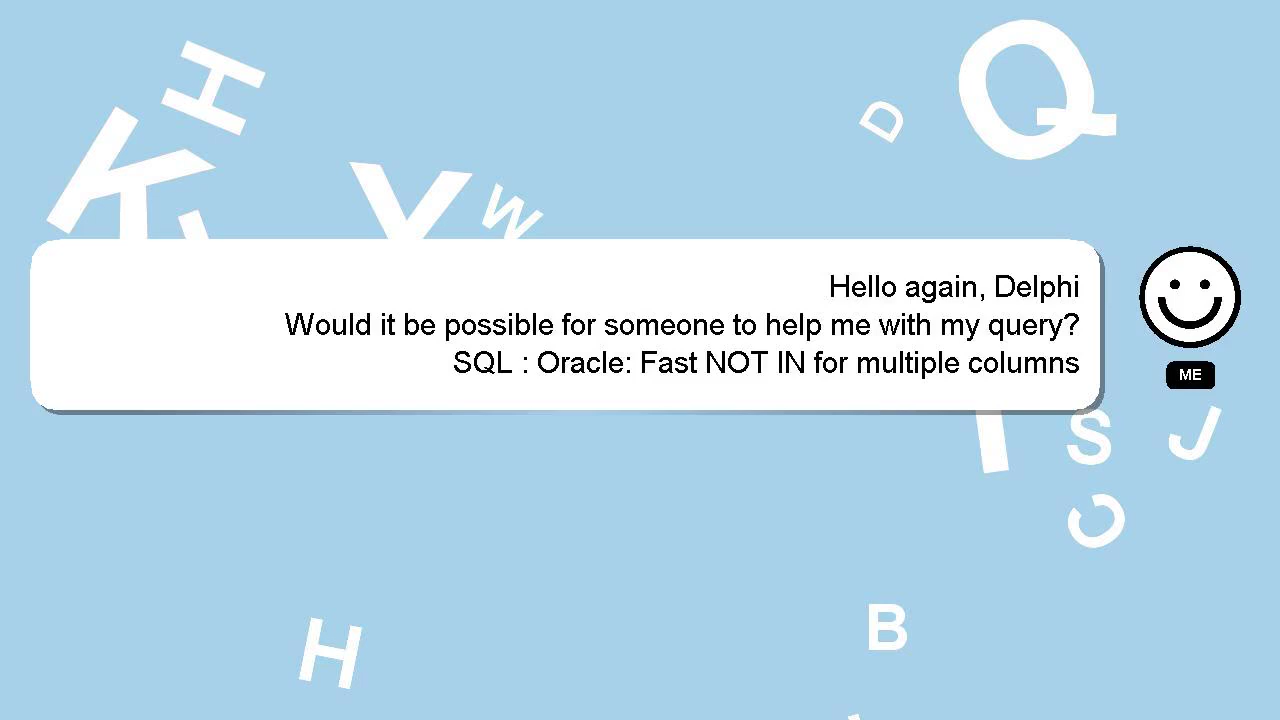 H
K
Y
W
D
Q
Hello again, Delphi
Would it be possible for someone to help me with my query?
SQL : Oracle: Fast NOT IN for multiple columns
ME
S
J
C
B
H